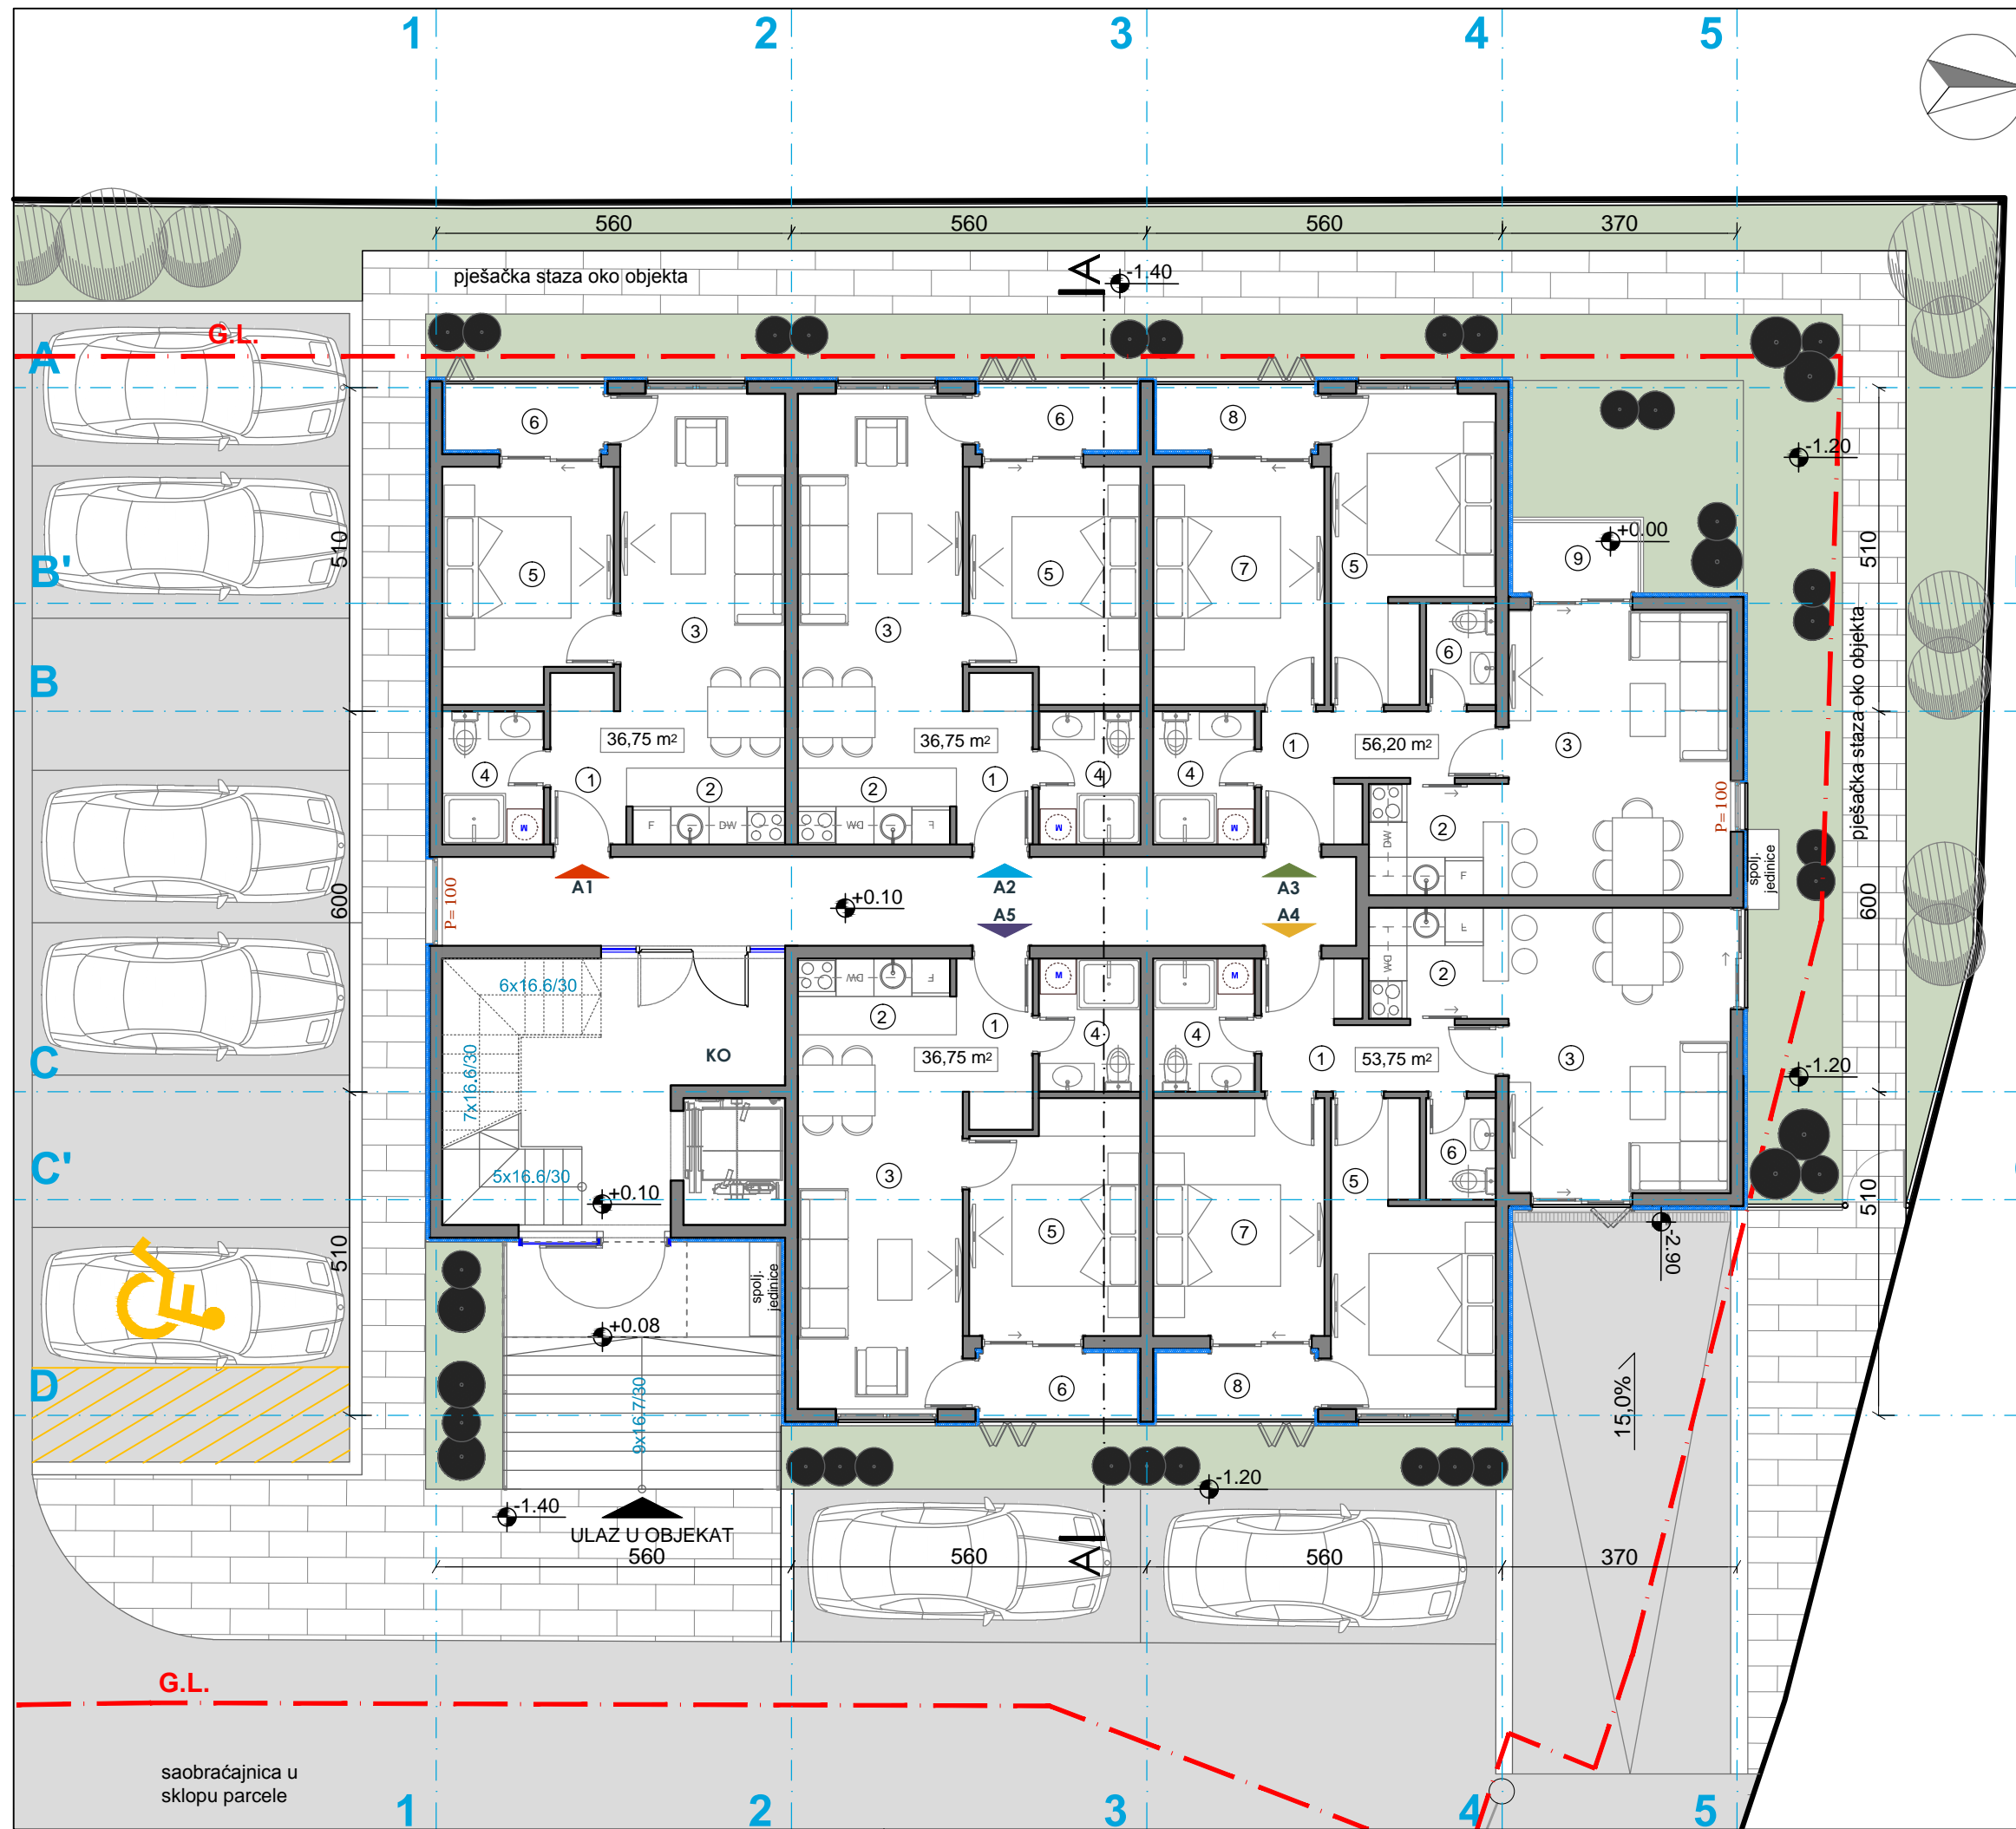 1
2
3
4
5
560
560
560
370
pješačka staza oko objekta
A
-1.40
G.L.
A
6
6
8
-1.20
510
B'
5
3
3
5
7
5
9
+0.00
510
6
B
36,75 m2
36,75 m2
56,20 m2
1
3
pješačka staza oko objekta
4
1
2
2
1
4
4
P= 100
2
F
DW
DW
F
DW
F
M
M
M
spolj.
jedinice
A1
A2
A3
P= 100
+0.10
A5
A4
600
600
6x16.6/30
DW
F
M
M
DW
F
2
2
7x16.6/30
KO
1
4
4
1
3
36,75 m2
53,75 m2
C
-1.20
C'
5x16.6/30
+0.10
3
5
7
5
6
510
510
-2.90
spolj.
jedinice
+0.08
D
9x16.7/30
6
8
15,0%
-1.40
-1.20
ULAZ U OBJEKAT
A
560
560
560
370
G.L.
saobraćajnica u
sklopu parcele
1
2
3
4
5